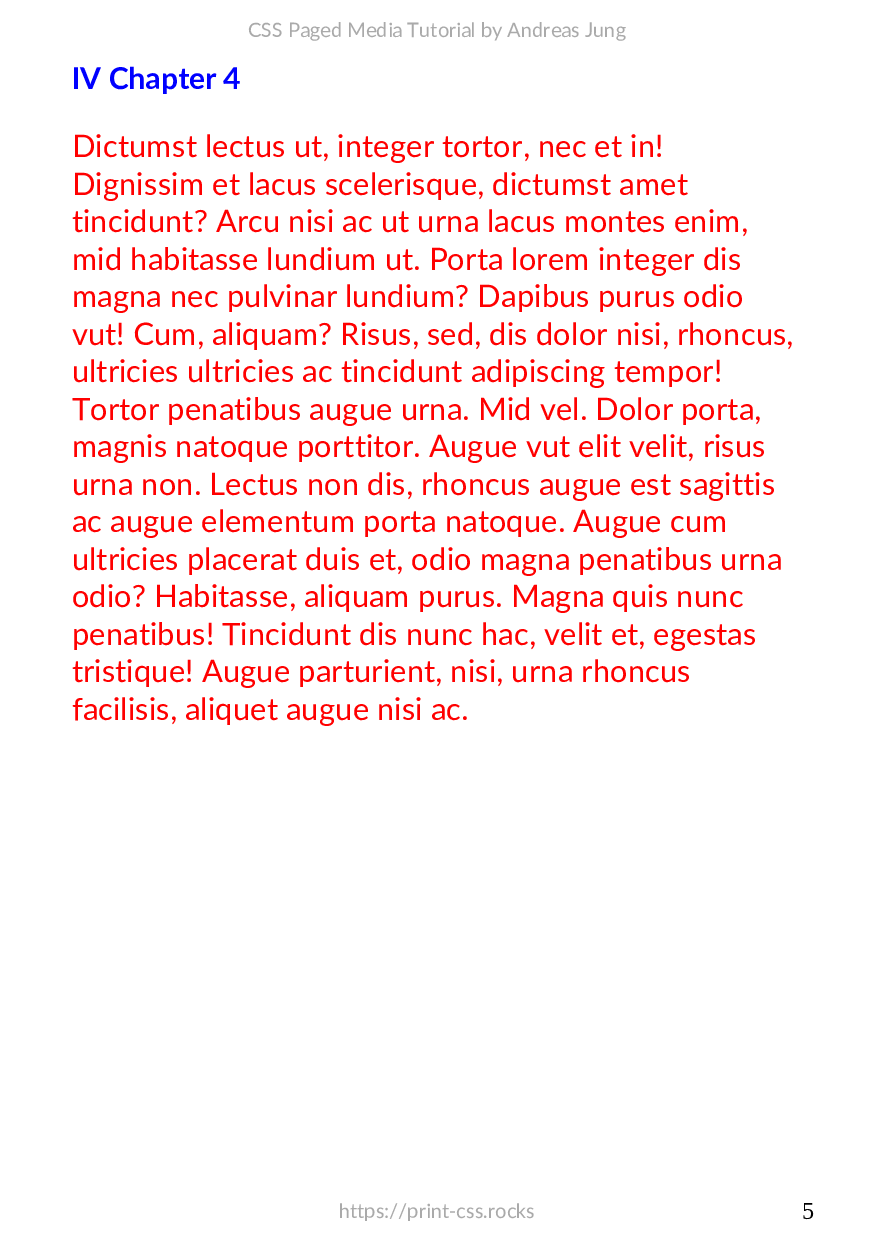 CSS Paged Media Tutorial by Andreas Jung
IV Chapter 4
Dictumst lectus ut, integer tortor, nec et in!
Dignissim et lacus scelerisque, dictumst amet
tincidunt? Arcu nisi ac ut urna lacus montes enim,
mid habitasse lundium ut. Porta lorem integer dis
magna nec pulvinar lundium? Dapibus purus odio
vut! Cum, aliquam? Risus, sed, dis dolor nisi, rhoncus,
ultricies ultricies ac tincidunt adipiscing tempor!
Tortor penatibus augue urna. Mid vel. Dolor porta,
magnis natoque porttitor. Augue vut elit velit, risus
urna non. Lectus non dis, rhoncus augue est sagittis
ac augue elementum porta natoque. Augue cum
ultricies placerat duis et, odio magna penatibus urna
odio? Habitasse, aliquam purus. Magna quis nunc
penatibus! Tincidunt dis nunc hac, velit et, egestas
tristique! Augue parturient, nisi, urna rhoncus
facilisis, aliquet augue nisi ac.
https://print-css.rocks
5